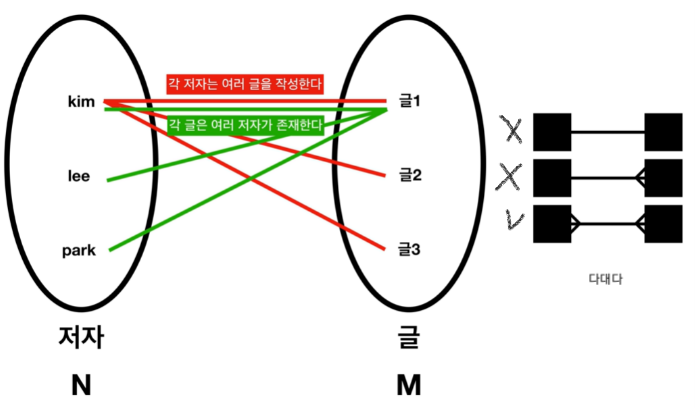 각 저자는 여러 글을 작성한다
kim
글1
각 글은 여러 저자가 존재한다
lee
글2
park
글3
다대다
저자
글
N
M